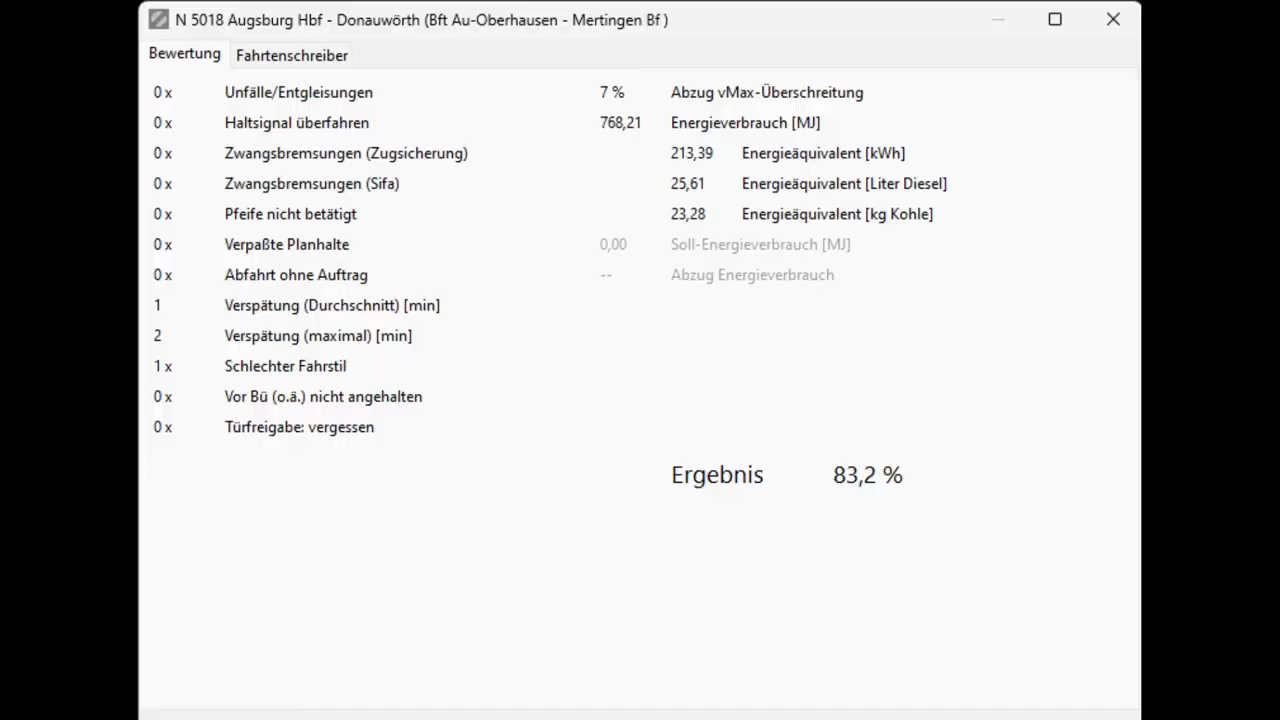 N 5018 Augsburg Hbf - Donauwörth (Bft Au-Oberhausen - Mertingen Bf )
Bewertung Fahrtenschreiber
0 x Unfälle/Entgleisungen 7 % Abzug vMax-Überschreitung
0 x Haltsignal überfahren 768,21 Energieverbrauch [MJ]
0 x Zwangsbremsungen (Zugsicherung) 213,39 Energieäquivalent [kWh]
0 x Zwangsbremsungen (Sifa) 25,61 Energieäquivalent [Liter Diesel]
0 x Pfeife nicht betätigt 23,28 Energieäquivalent [kg Kohle]
0 x Verpaßte Planhalte 0,00 Soll-Energieverbrauch [MJ]
0 x Abfahrt ohne Auftrag -- Abzug Energieverbrauch
1 Verspätung (Durchschnitt) [min]
2 Verspätung (maximal) [min]
1 x Schlechter Fahrstil
0 x Vor Bü (o.ä.) nicht angehalten
0 x Türfreigabe: vergessen
Ergebnis 83,2 %